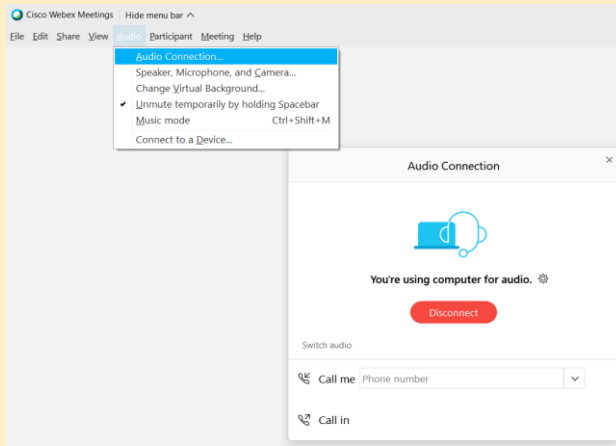 Cisco Webex Meetings Hide menu bar
File Edit Share View Audio Participant Meeting Help
Audio Connection...
Speaker, Microphone, and Camera...
Change Virtual Background...
Unmute temporarily by holding Spacebar
Music mode Ctrl+Shift+M
Connect to a Device...
Audio Connection
You're using computer for audio.
Disconnect
Switch audio
Call me Phone number
Call in